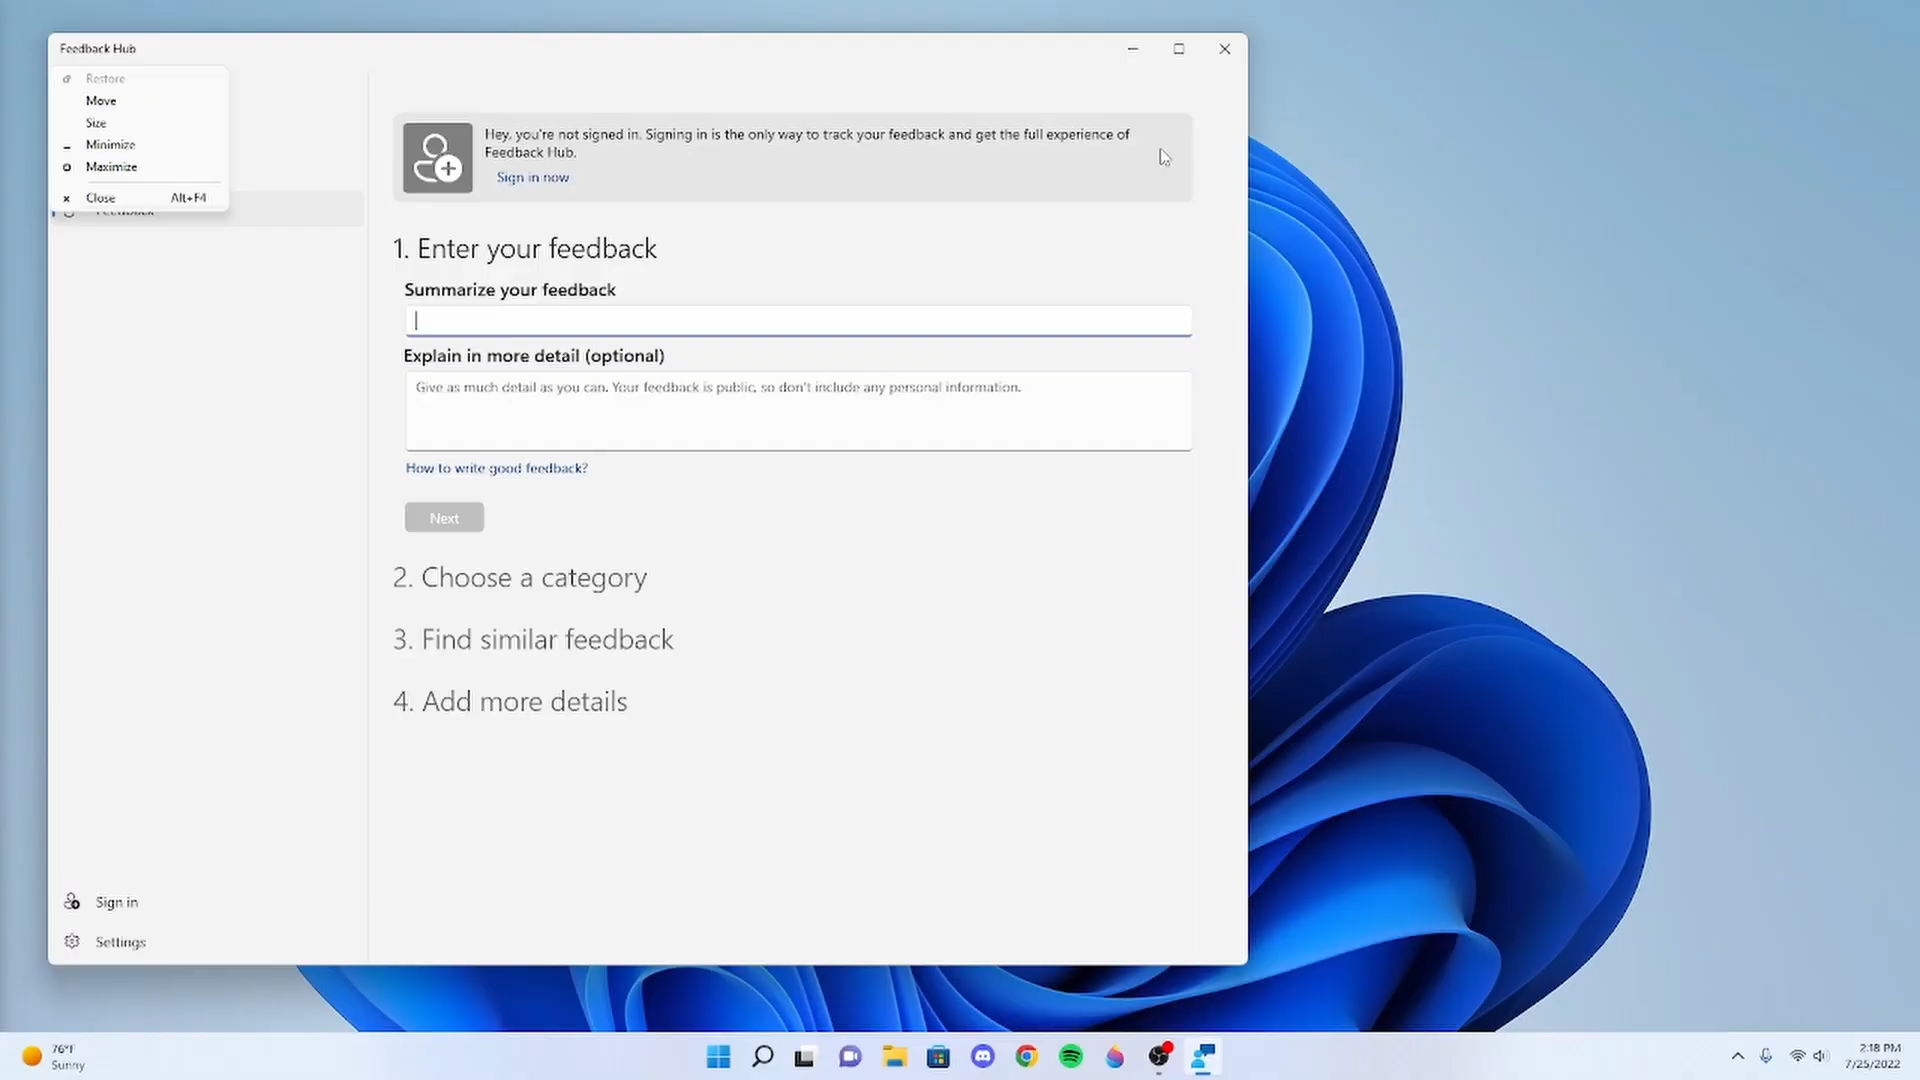 Feedback Hub
Restore
Move
Size
Minimize
Maximize
Close Alt+F4
Feedback
Hey, you're not signed in. Signing in is the only way to track your feedback and get the full experience of
Feedback Hub.
Sign in now
1. Enter your feedback
Summarize your feedback
Explain in more detail (optional)
Give as much detail as you can. Your feedback is public, so don't include any personal information.
How to write good feedback?
Next
2. Choose a category
3. Find similar feedback
4. Add more details
Sign in
Settings
76°F
Sunny
2:18 PM
7/25/2022